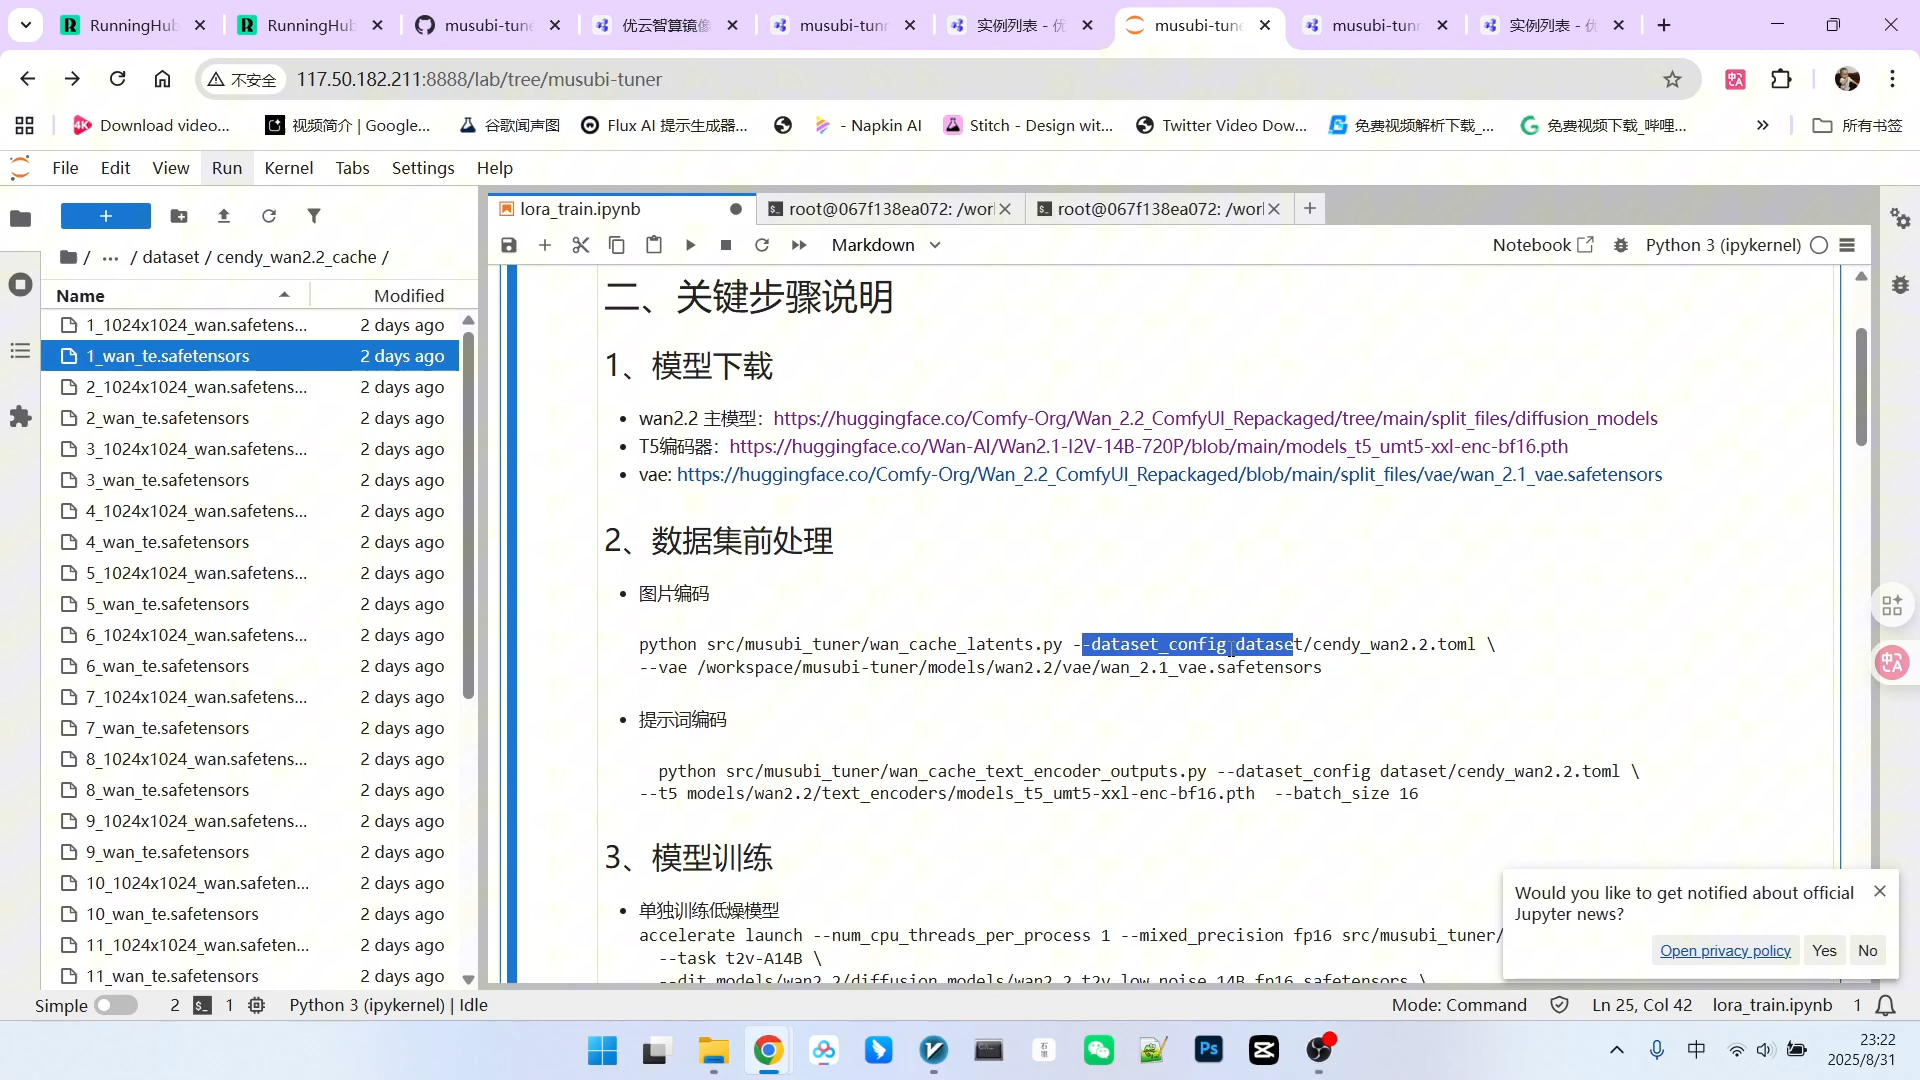 RunningHub
RunningHub
musubi-tune
优云智算镜像
musubi-tunn
实例列表 - 优
musubi-tune
musubi-tunn
实例列表 - 优
不安全
117.50.182.211:8888/lab/tree/musubi-tuner
Download video...
视频简介 | Google...
谷歌闻声图
Flux AI 提示生成器...
- Napkin AI
Stitch - Design wit...
Twitter Video Dow...
免费视频解析下载_...
免费视频下载_哔哩...
»
所有书签
File
Edit
View
Run
Kernel
Tabs
Settings
Help
lora_train.ipynb
root@067f138ea072: /worl
root@067f138ea072: /worl
Markdown
Notebook
Python 3 (ipykernel)
/ ... / dataset / cendy_wan2.2_cache /
Name
Modified
1_1024x1024_wan.safetens... 2 days ago
1_wan_te.safetensors 2 days ago
2_1024x1024_wan.safetens... 2 days ago
2_wan_te.safetensors 2 days ago
3_1024x1024_wan.safetens... 2 days ago
3_wan_te.safetensors 2 days ago
4_1024x1024_wan.safetens... 2 days ago
4_wan_te.safetensors 2 days ago
5_1024x1024_wan.safetens... 2 days ago
5_wan_te.safetensors 2 days ago
6_1024x1024_wan.safetens... 2 days ago
6_wan_te.safetensors 2 days ago
7_1024x1024_wan.safetens... 2 days ago
7_wan_te.safetensors 2 days ago
8_1024x1024_wan.safetens... 2 days ago
8_wan_te.safetensors 2 days ago
9_1024x1024_wan.safetens... 2 days ago
9_wan_te.safetensors 2 days ago
10_1024x1024_wan.safeten... 2 days ago
10_wan_te.safetensors 2 days ago
11_1024x1024_wan.safeten... 2 days ago
11_wan_te.safetensors 2 days ago
二、关键步骤说明
1、模型下载
• wan2.2 主模型：https://huggingface.co/Comfy-Org/Wan_2.2_ComfyUI_Repackaged/tree/main/split_files/diffusion_models
• T5编码器：https://huggingface.co/Wan-AI/Wan2.1-I2V-14B-720P/blob/main/models_t5_umt5-xxl-enc-bf16.pth
• vae: https://huggingface.co/Comfy-Org/Wan_2.2_ComfyUI_Repackaged/blob/main/split_files/vae/wan_2.1_vae.safetensors
2、数据集前处理
• 图片编码
python src/musubi_tuner/wan_cache_latents.py --dataset_config dataset/cendy_wan2.2.toml \
--vae /workspace/musubi-tuner/models/wan2.2/vae/wan_2.1_vae.safetensors
• 提示词编码
python src/musubi_tuner/wan_cache_text_encoder_outputs.py --dataset_config dataset/cendy_wan2.2.toml \
--t5 models/wan2.2/text_encoders/models_t5_umt5-xxl-enc-bf16.pth --batch_size 16
3、模型训练
• 单独训练低燥模型
accelerate launch --num_cpu_threads_per_process 1 --mixed_precision fp16 src/musubi_tuner/
--task t2v-A14B \
--dit models/wan2.2/diffusion_models/wan2.2_t2v_low_noise_14B_fp16.safetensors \
Would you like to get notified about official
Jupyter news?
Open privacy policy
Yes
No
Simple
2
1
Python 3 (ipykernel) | Idle
Mode: Command
Ln 25, Col 42
lora_train.ipynb
1
Ps
中
23:22
2025/8/31